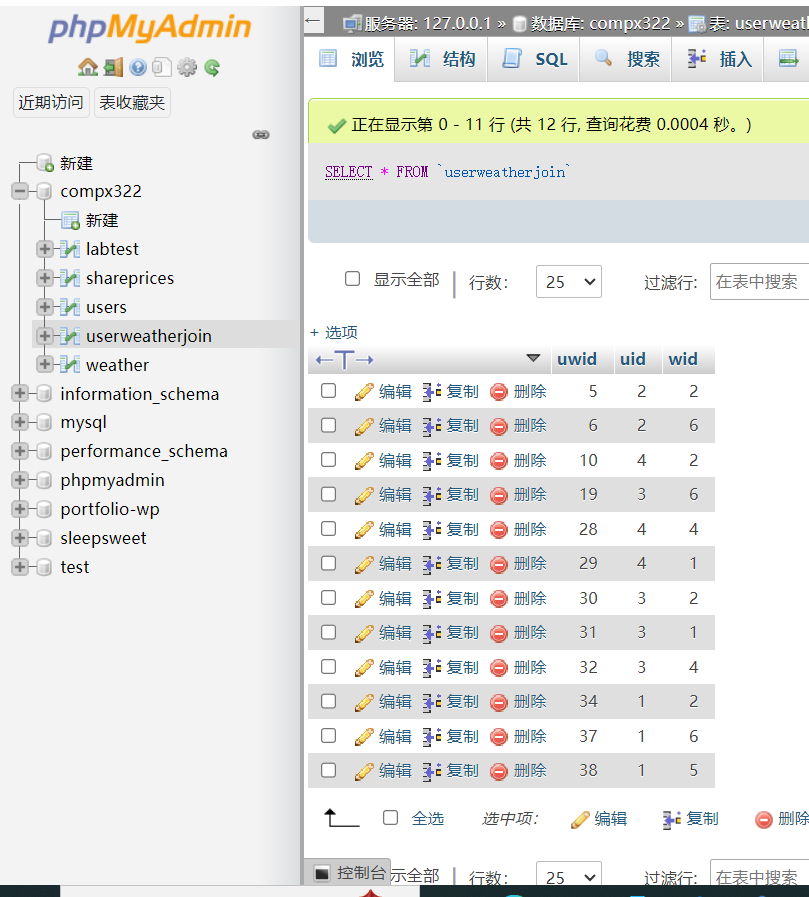 phpMyAdmin
近期访问 表收藏夹
新建
compx322
新建
labtest
shareprices
users
userweatherjoin
weather
information_schema
mysql
performance_schema
phpmyadmin
portfolio-wp
sleepsweet
test
服务器: 127.0.0.1 » 数据库: compx322 » 表: userweath
浏览 结构 SQL 搜索 插入
正在显示第 0 - 11 行 (共 12 行, 查询花费 0.0004 秒。)
SELECT * FROM `userweatherjoin`
显示全部 行数: 25 过滤行: 在表中搜索
+ 选项
←T→ uwid uid wid
编辑 复制 删除 5 2 2
编辑 复制 删除 6 2 6
编辑 复制 删除 10 4 2
编辑 复制 删除 19 3 6
编辑 复制 删除 28 4 4
编辑 复制 删除 29 4 1
编辑 复制 删除 30 3 2
编辑 复制 删除 31 3 1
编辑 复制 删除 32 3 4
编辑 复制 删除 34 1 2
编辑 复制 删除 37 1 6
编辑 复制 删除 38 1 5
全选 选中项: 编辑 复制 删除
控制台 示全部 行数: 25 过滤行: 在表中搜索